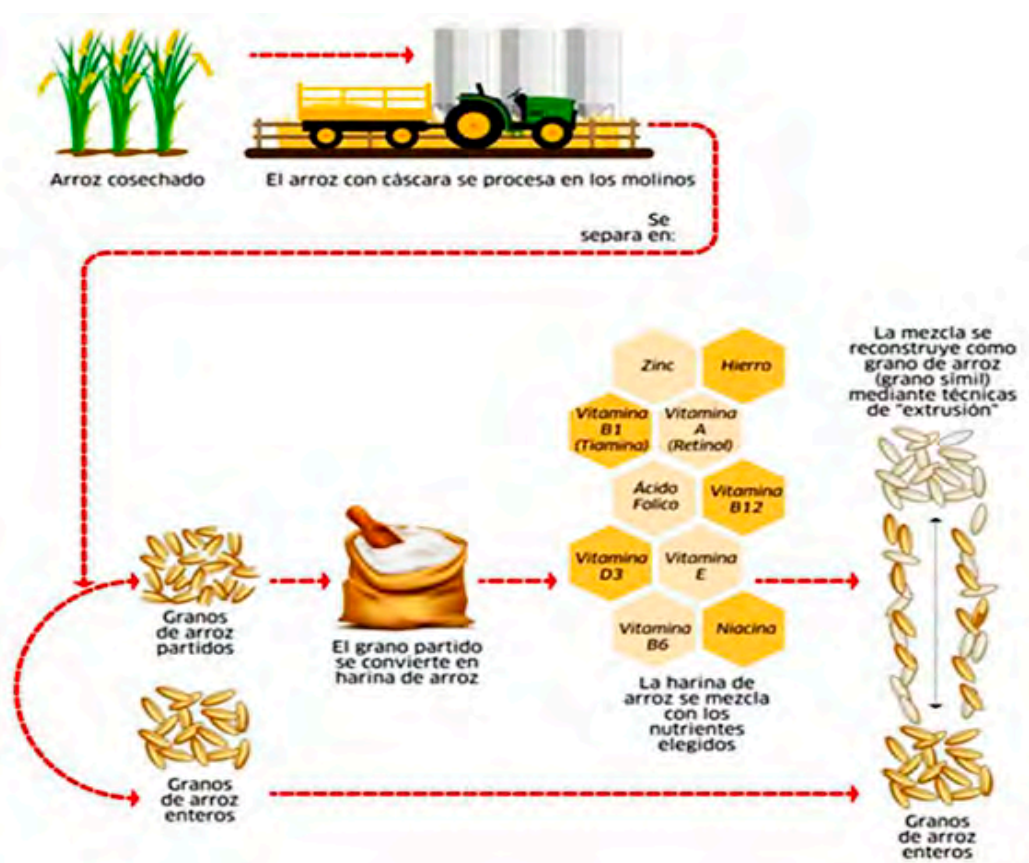 Arroz cosechado
El arroz con cáscara se procesa en los molinos
Se
separa en:
La mezcla se
reconstruye como
grano de arroz
(grano símil)
mediante técnicas
de "extrusión"
Zinc
Hierro
Vitamina
B1
(Tiamina)
Vitamina
A
(Retinol)
Ácido
Folico
Vitamina
B12
Vitamina
D3
Vitamina
E
Vitamina
B6
Niacina
Granos
de arroz
partidos
El grano partido
se convierte en
harina de arroz
La harina de
arroz se mezcla
con los
nutrientes
elegidos
Granos
de arroz
enteros
Granos
de arroz
enteros